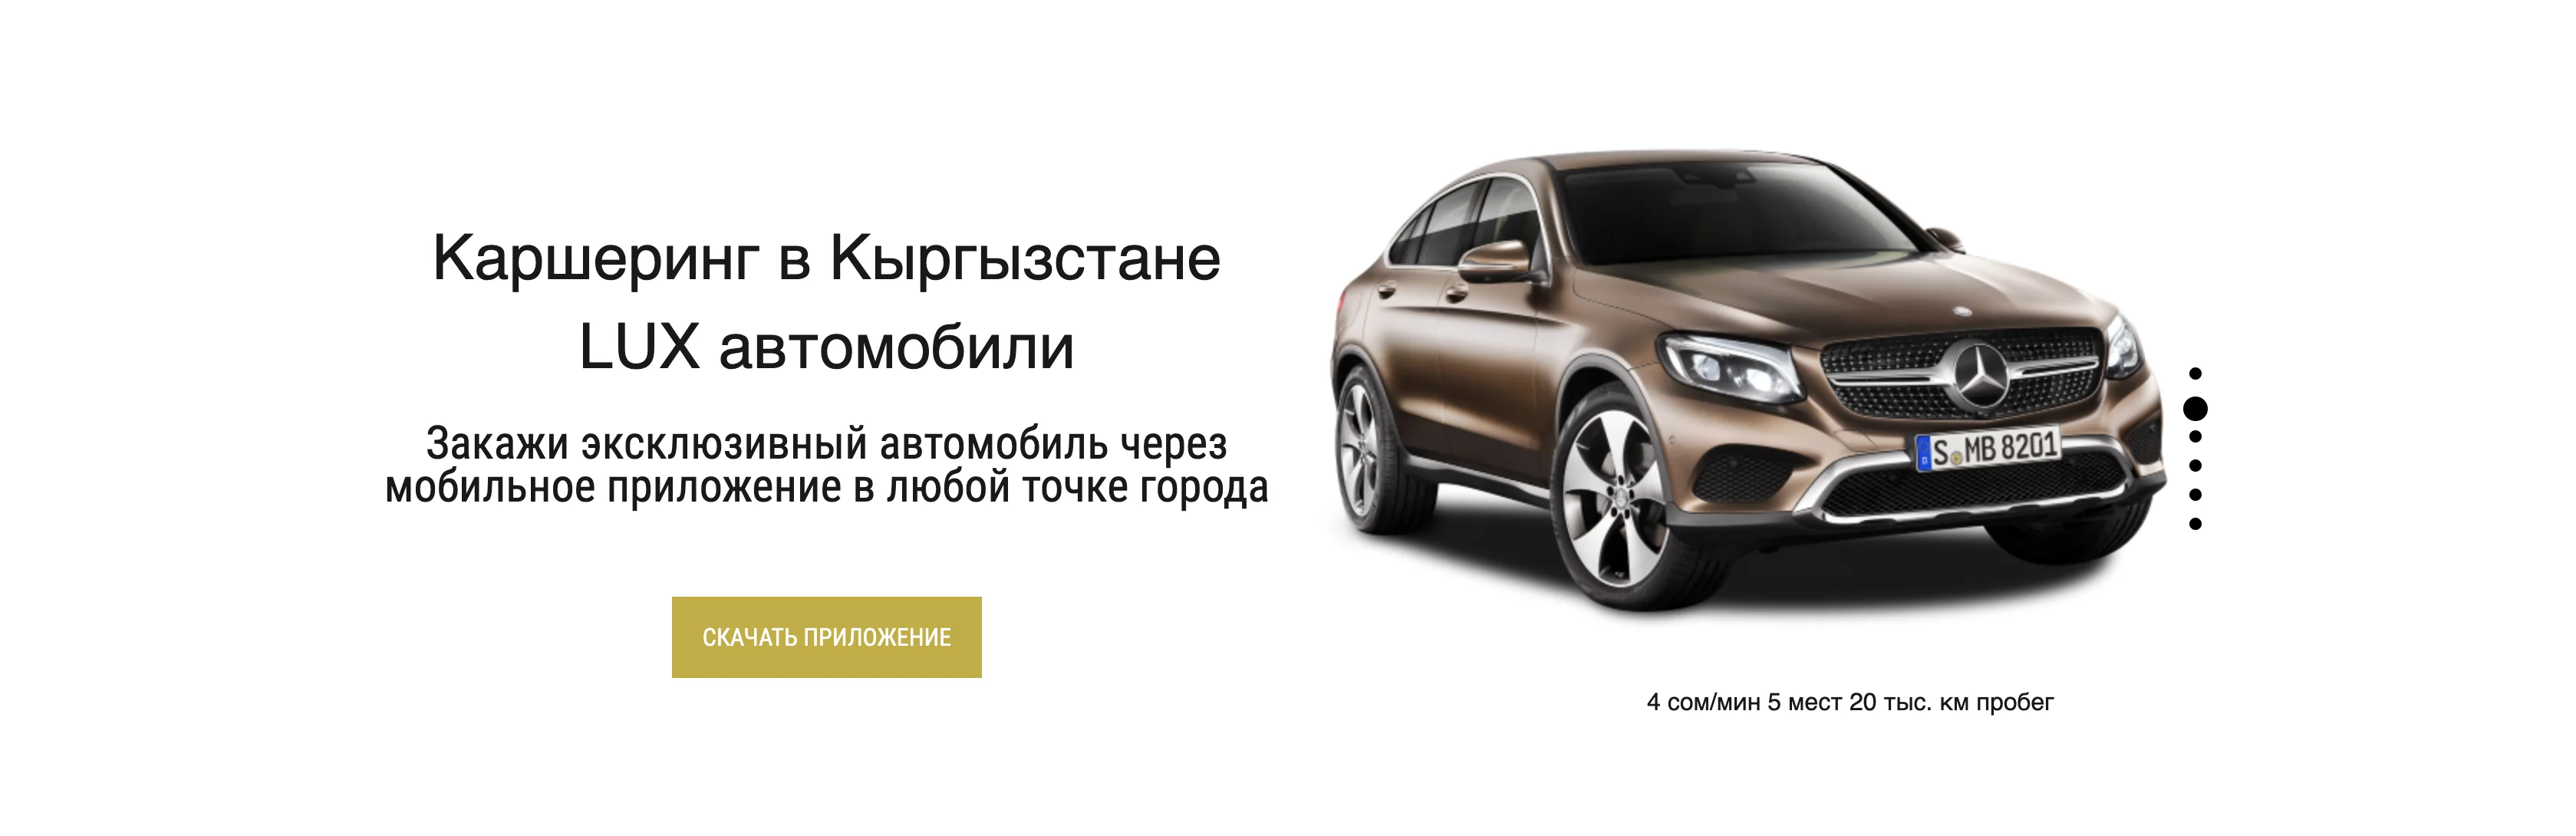 Каршеринг в Кыргызстане
LUX автомобили
Закажи эксклюзивный автомобиль через
мобильное приложение в любой точке города
СКАЧАТЬ ПРИЛОЖЕНИЕ
S MB 8201
4 сом/мин 5 мест 20 тыс. км пробег